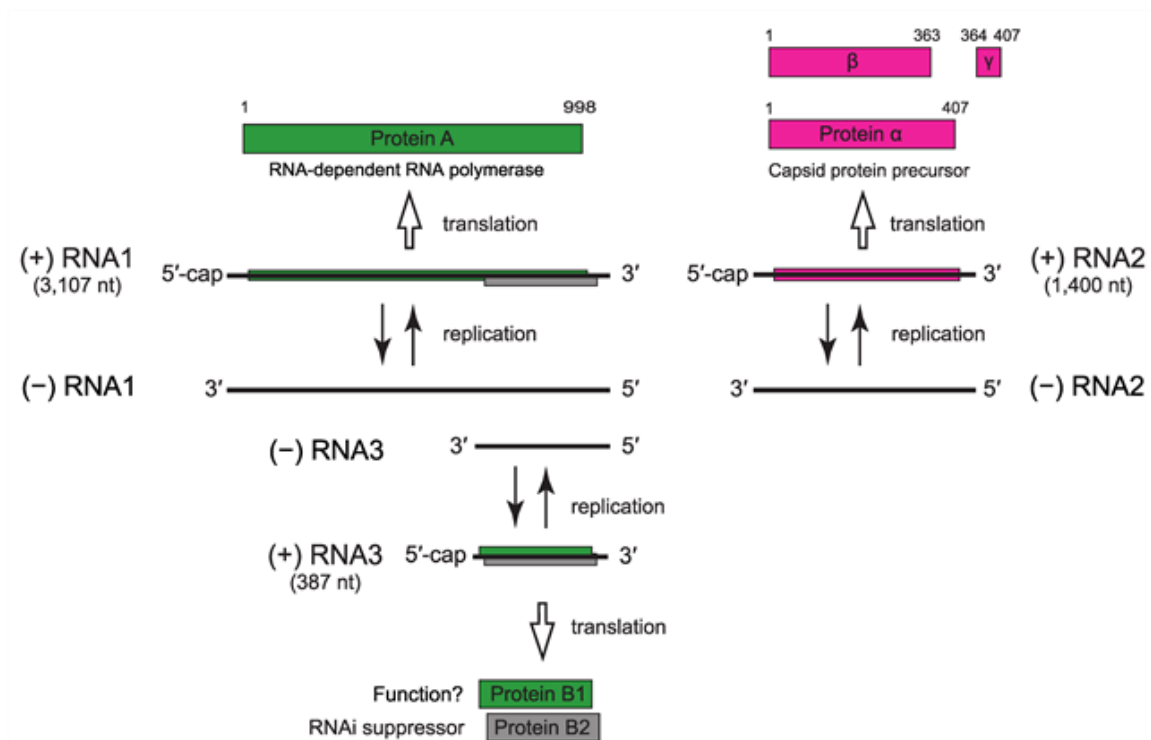 1 363 364 407
β γ
1 998
1 407
Protein A
Protein α
RNA-dependent RNA polymerase
Capsid protein precursor
translation
translation
(+) RNA1
(3,107 nt)
5′-cap 3′
5′-cap 3′
(+) RNA2
(1,400 nt)
replication
replication
(−) RNA1 3′ 5′
3′ 5′ (−) RNA2
(−) RNA3 3′ 5′
replication
(+) RNA3 5′-cap 3′
(387 nt)
translation
Function? Protein B1
RNAi suppressor Protein B2